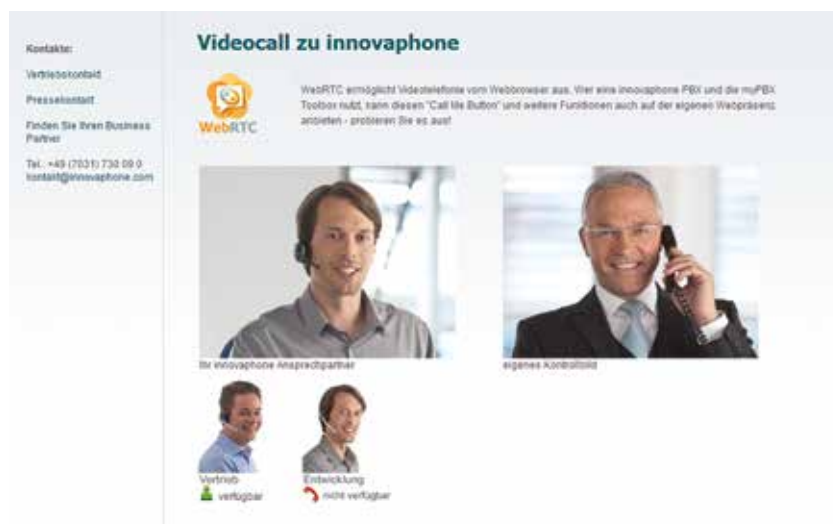 Kontakte:
Vertriebskontakt
Pressekontakt
Finden Sie Ihren Business
Partner
Tel.: +49 (7031) 730 09 0
kontakt@innovaphone.com
Videocall zu innovaphone
WebRTC
WebRTC ermöglicht Videotelefonie vom Webbrowser aus. Wer eine innovaphone PBX und die myPBX
Toolbox nutzt, kann diesen "Call Me Button" und weitere Funktionen auch auf der eigenen Webpräsenz
anbieten - probieren Sie es aus!
Ihr innovaphone Ansprechpartner
eigenes Kontrollbild
Vertrieb
verfügbar
Entwicklung
nicht verfügbar